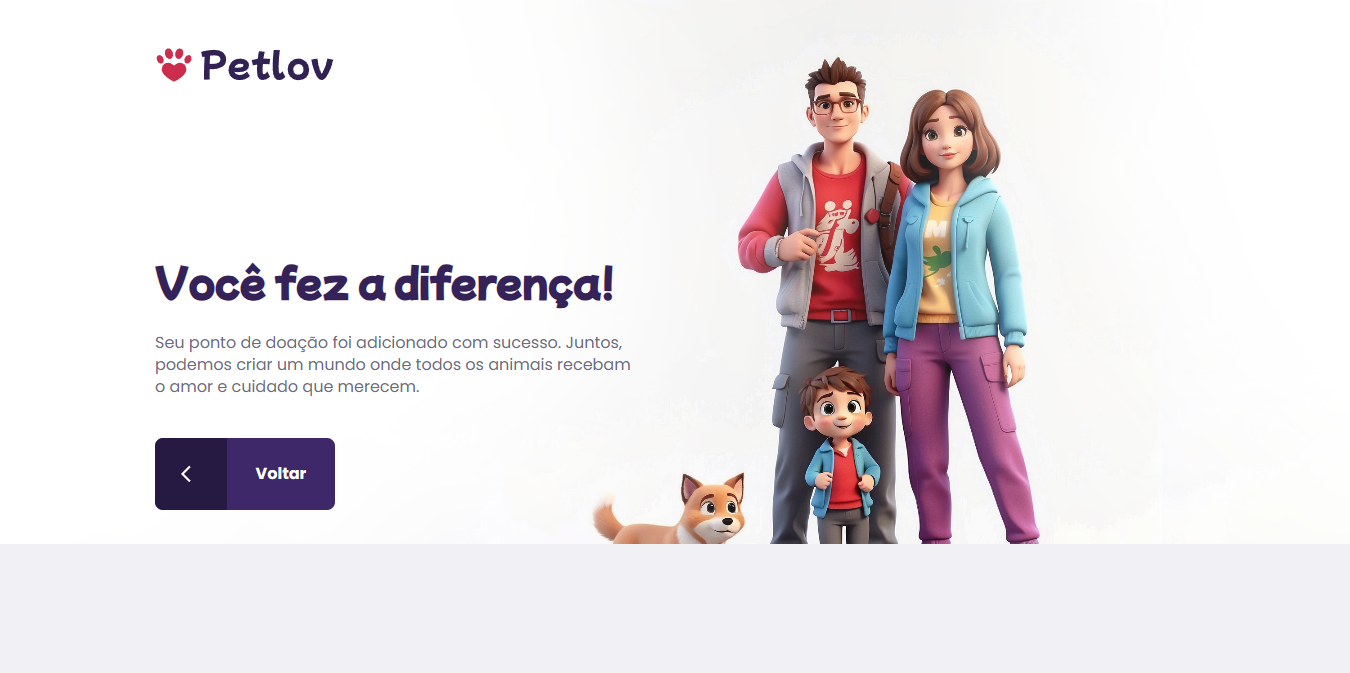 Petlov
Você fez a diferença!
Seu ponto de doação foi adicionado com sucesso. Juntos,
podemos criar um mundo onde todos os animais recebam
o amor e cuidado que merecem.
Voltar
M